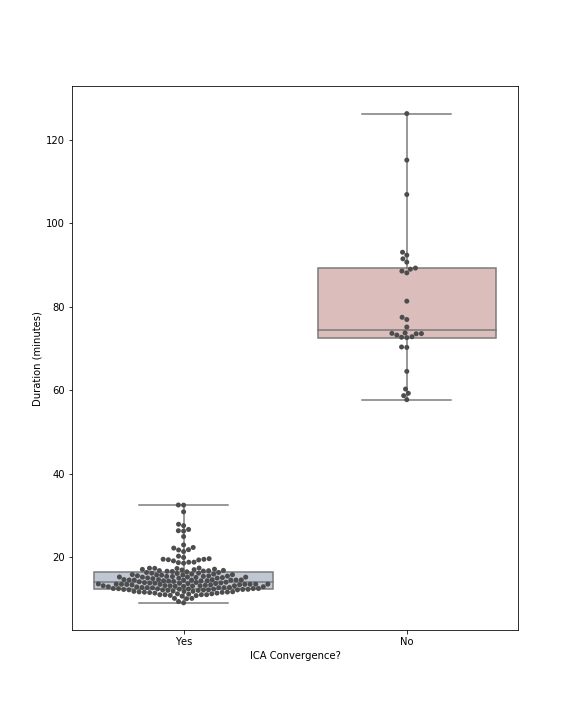 120
100
80
60
40
20
Duration (minutes)
Yes
No
ICA Convergence?